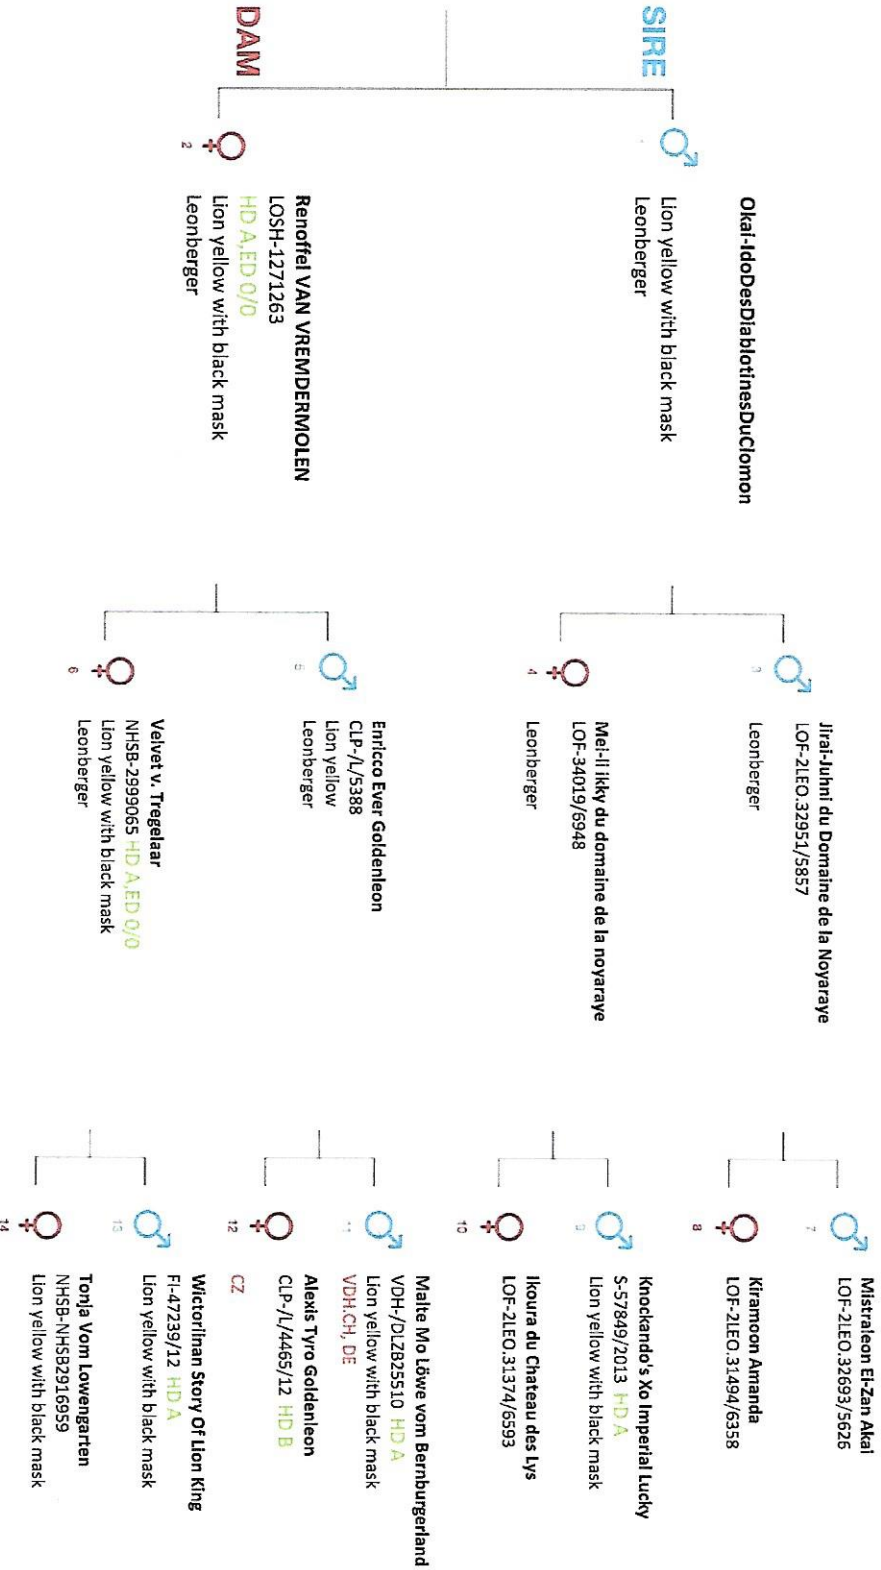 SIRE
Okai-IdoDesDiablotinesDuClomon
Lion yellow with black mask
Leonberger
DAM
2
Renoffel VAN VREMDERMOLEN
LOSH-1271263
HD A,ED 0/0
Lion yellow with black mask
Leonberger
3
Jirai-Juhni du Domaine de la Noyaraye
LOF-2LEO.32951/5857
Leonberger
4
Mei-li ikky du domaine de la noyaraye
LOF-34019/6948
Leonberger
5
Enricco Ever Goldenleon
CLP-/L/5388
Lion yellow
Leonberger
6
Velvet v. Tregelaar
NHSB-2999065 HD A,ED 0/0
Lion yellow with black mask
Leonberger
7
Mistraleon El-Zan Akai
LOF-2LEO.32693/5626
8
Kiramoon Amanda
LOF-2LEO.31494/6358
9
Knockando's Xo Imperial Lucky
S-57849/2013 HD A
Lion yellow with black mask
10
Ikoura du Chateau des Lys
LOF-2LEO.31374/6593
11
Malte Mo Löwe vom Bernburgerland
VDH-/DLZB25510 HD A
Lion yellow with black mask
VDH.CH, DE
12
Alexis Tyro Goldenleon
CLP-/L/4465/12 HD B
CZ
13
Wictoriinan Story Of Lion King
FI-47239/12 HD A
Lion yellow with black mask
14
Tonja Vom Lowengarten
NHSB-NHSB2916959
Lion yellow with black mask